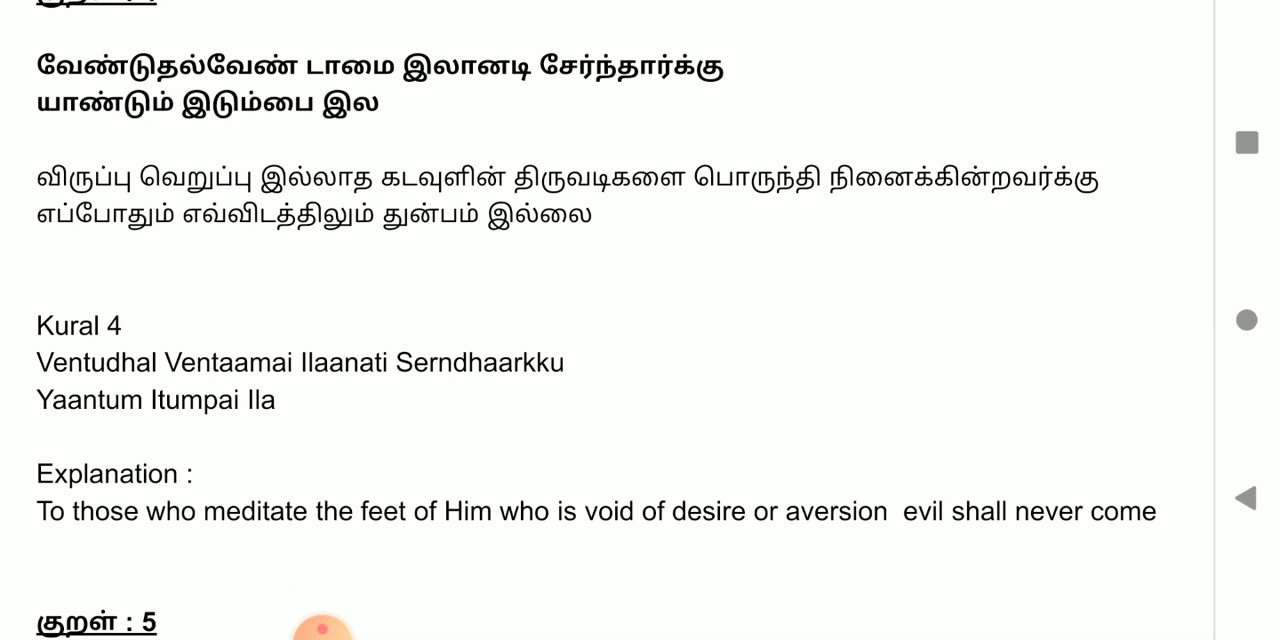 வேண்டுதல்வேண் டாமை இலானடி சேர்ந்தார்க்கு
யாண்டும் இடும்பை இல
விருப்பு வெறுப்பு இல்லாத கடவுளின் திருவடிகளை பொருந்தி நினைக்கின்றவர்க்கு
எப்போதும் எவ்விடத்திலும் துன்பம் இல்லை
Kural 4
Ventudhal Ventaamai Ilaanati Serndhaarkku
Yaantum Itumpai Ila
Explanation :
To those who meditate the feet of Him who is void of desire or aversion  evil shall never come
குறள் : 5